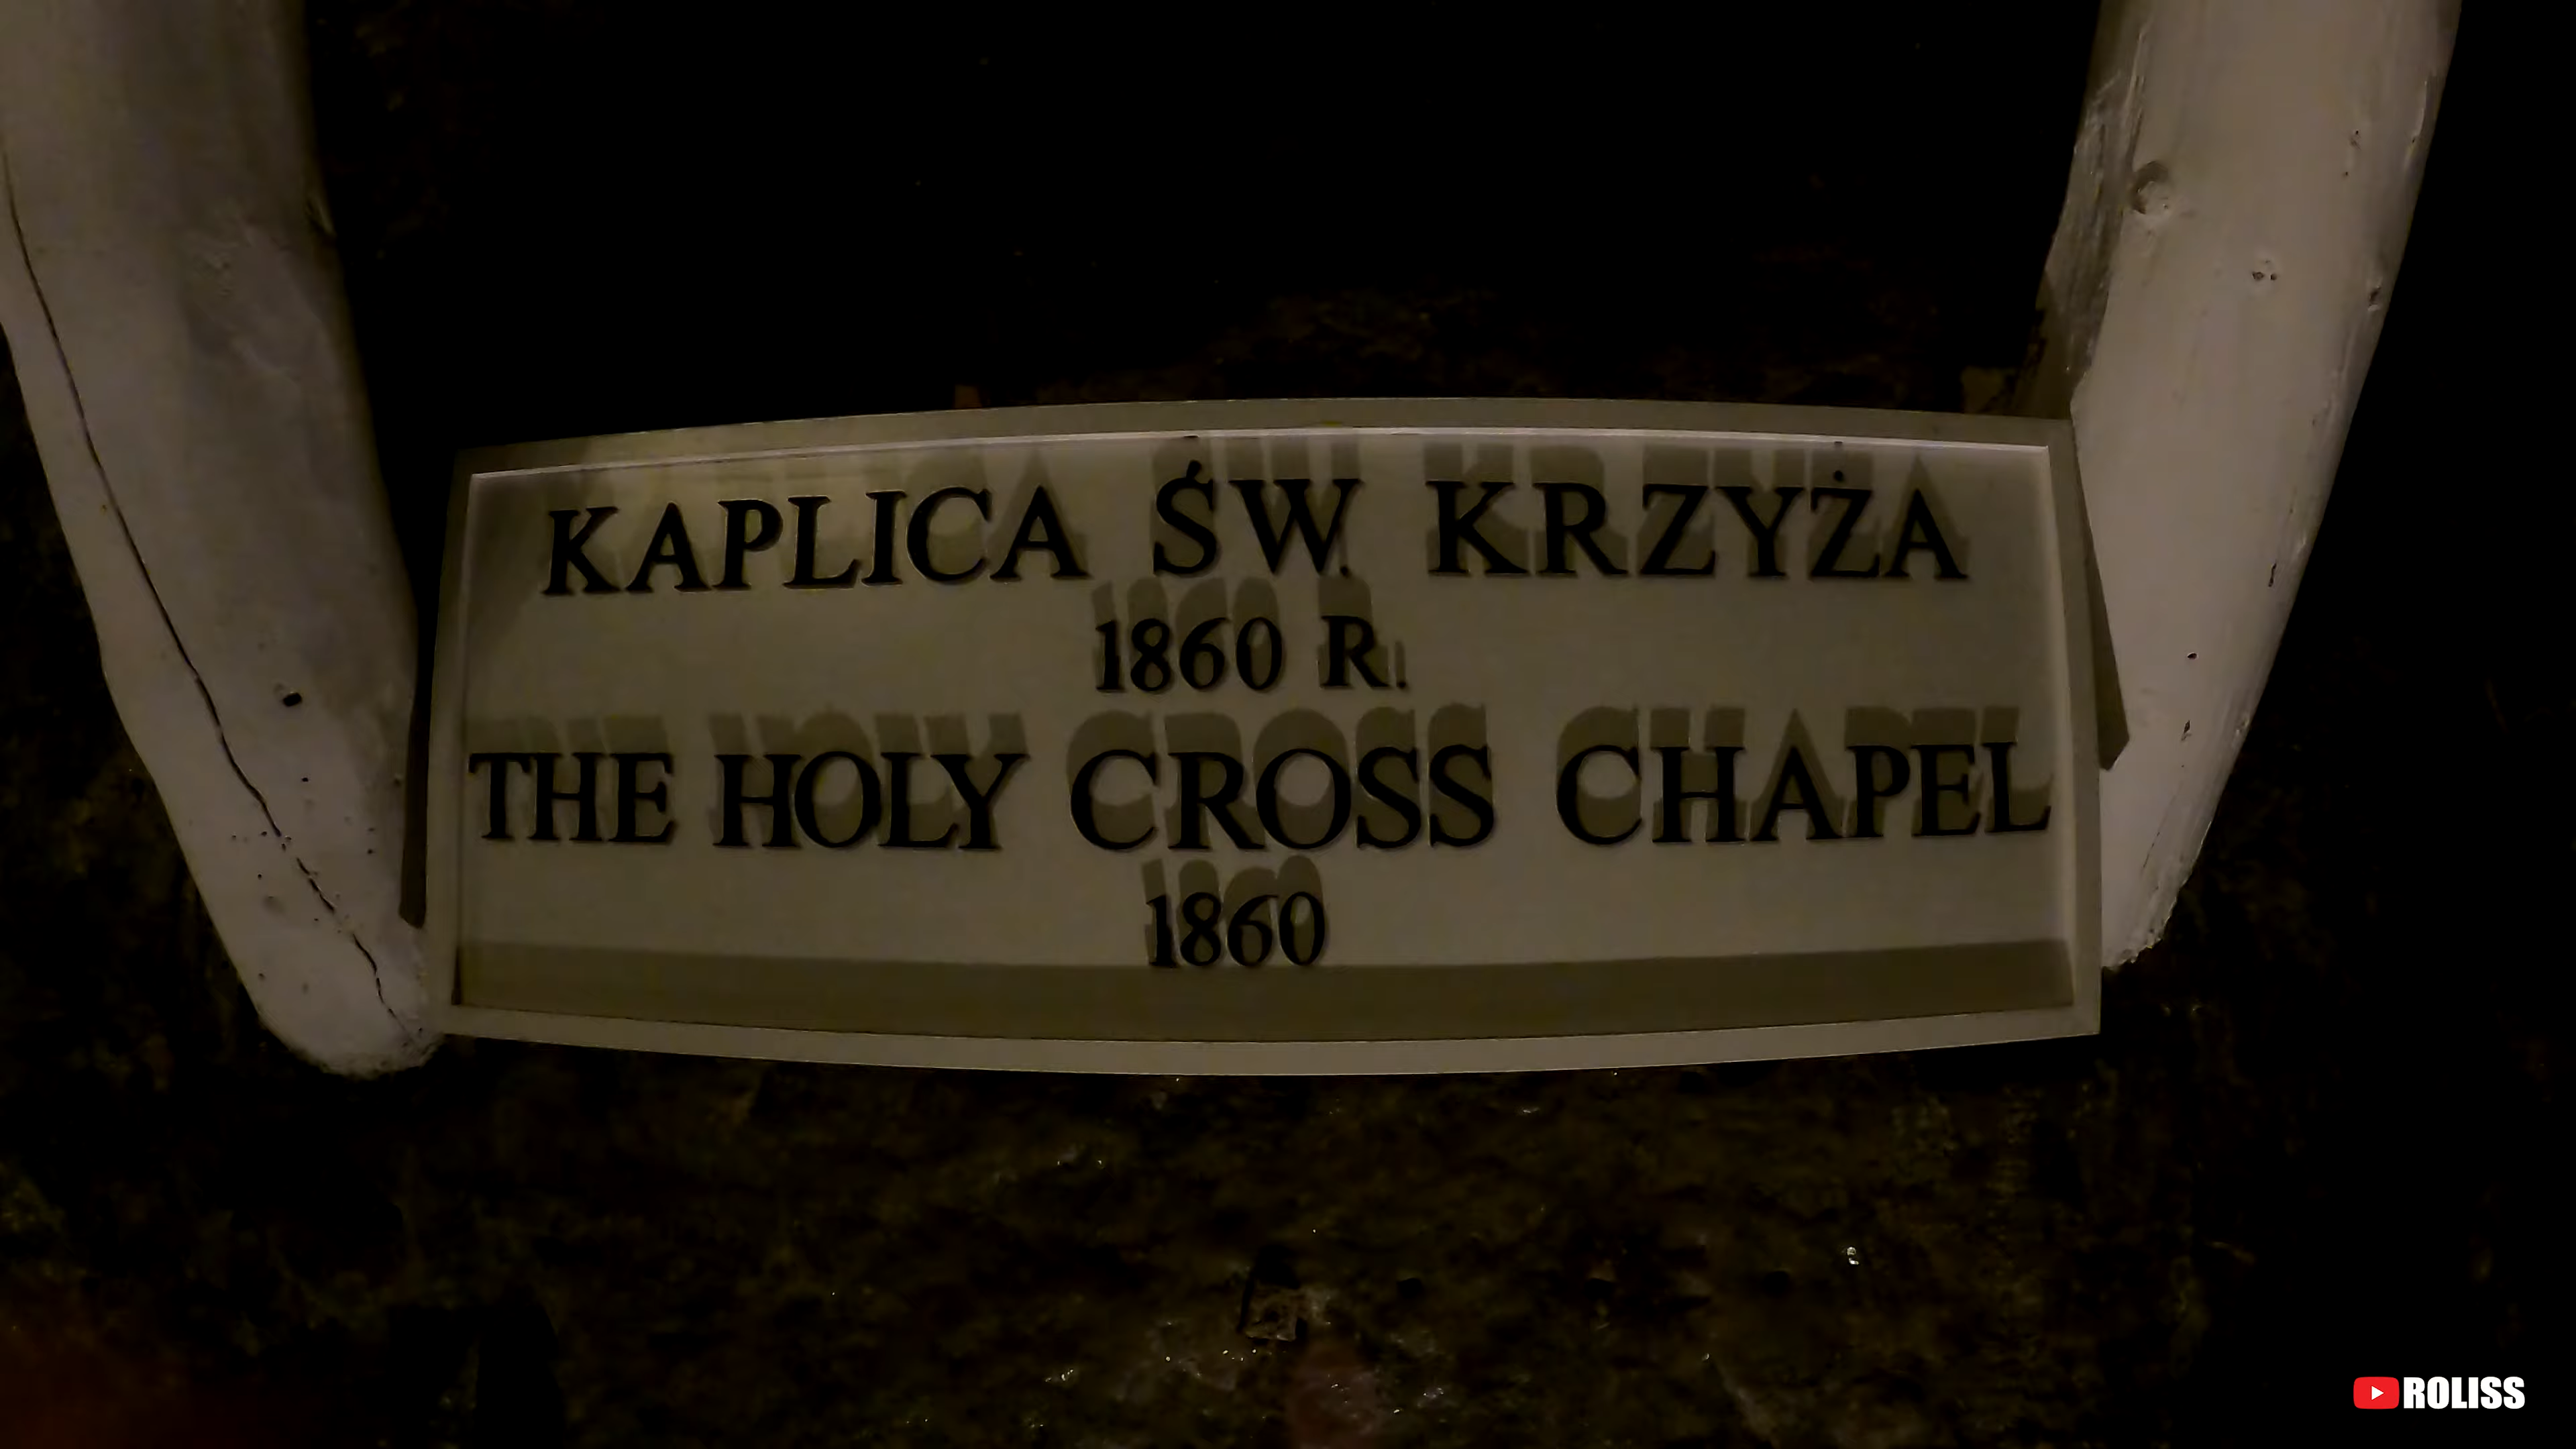 KAPLICA ŚW. KRZYŻA
1860 R.
THE HOLY CROSS CHAPEL
1860
ROLISS